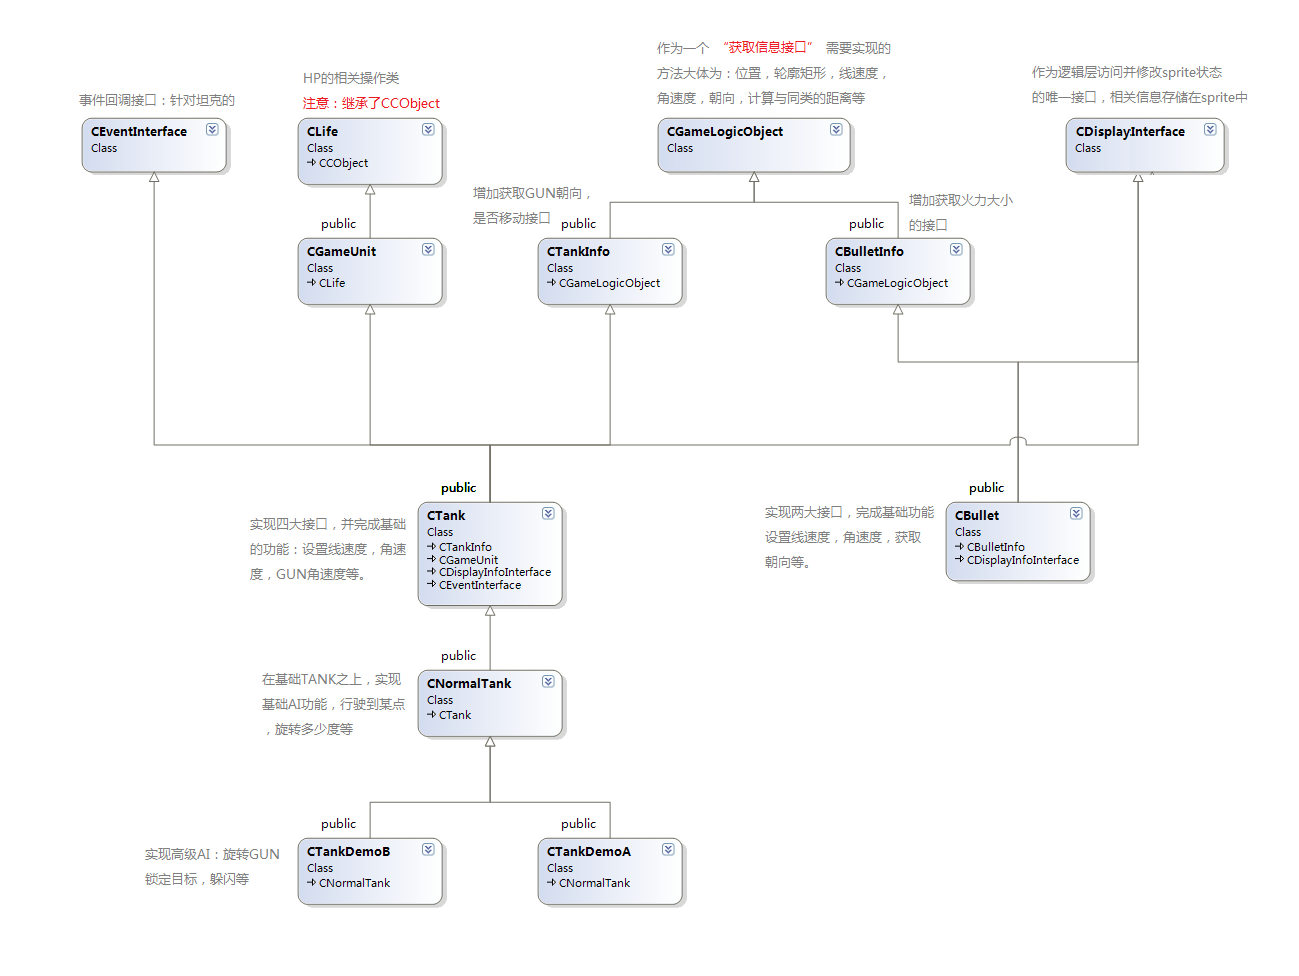 作为一个 “获取信息接口” 需要实现的
方法大体为：位置，轮廓矩形，线速度，
角速度，朝向，计算与同类的距离等
作为逻辑层访问并修改sprite状态
的唯一接口，相关信息存储在sprite中
HP的相关操作类
注意：继承了CCObject
事件回调接口：针对坦克的
CEventInterface
Class
CLife
Class
CCObject
CGameLogicObject
Class
CDisplayInterface
Class
增加获取GUN朝向，
是否移动接口
增加获取火力大小
的接口
public
public
public
CGameUnit
Class
CLife
CTankInfo
Class
CGameLogicObject
CBulletInfo
Class
CGameLogicObject
public
public
实现四大接口，并完成基础
的功能：设置线速度，角速
度，GUN角速度等。
CTank
Class
CTankInfo
CGameUnit
CDisplayInfoInterface
CEventInterface
实现两大接口，完成基础功能
设置线速度，角速度，获取
朝向等。
CBullet
Class
CBulletInfo
CDisplayInfoInterface
public
在基础TANK之上，实现
基础AI功能，行驶到某点
，旋转多少度等
CNormalTank
Class
CTank
public
public
实现高级AI：旋转GUN
锁定目标，躲闪等
CTankDemoB
Class
CNormalTank
CTankDemoA
Class
CNormalTank